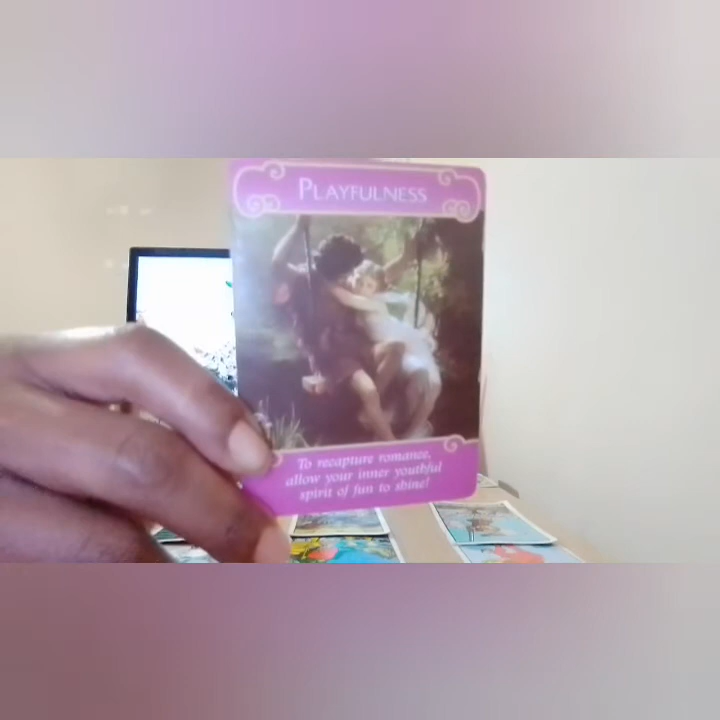 PLAYFULNESS
To recapture romance,
allow your inner youthful
spirit of fun to shine!